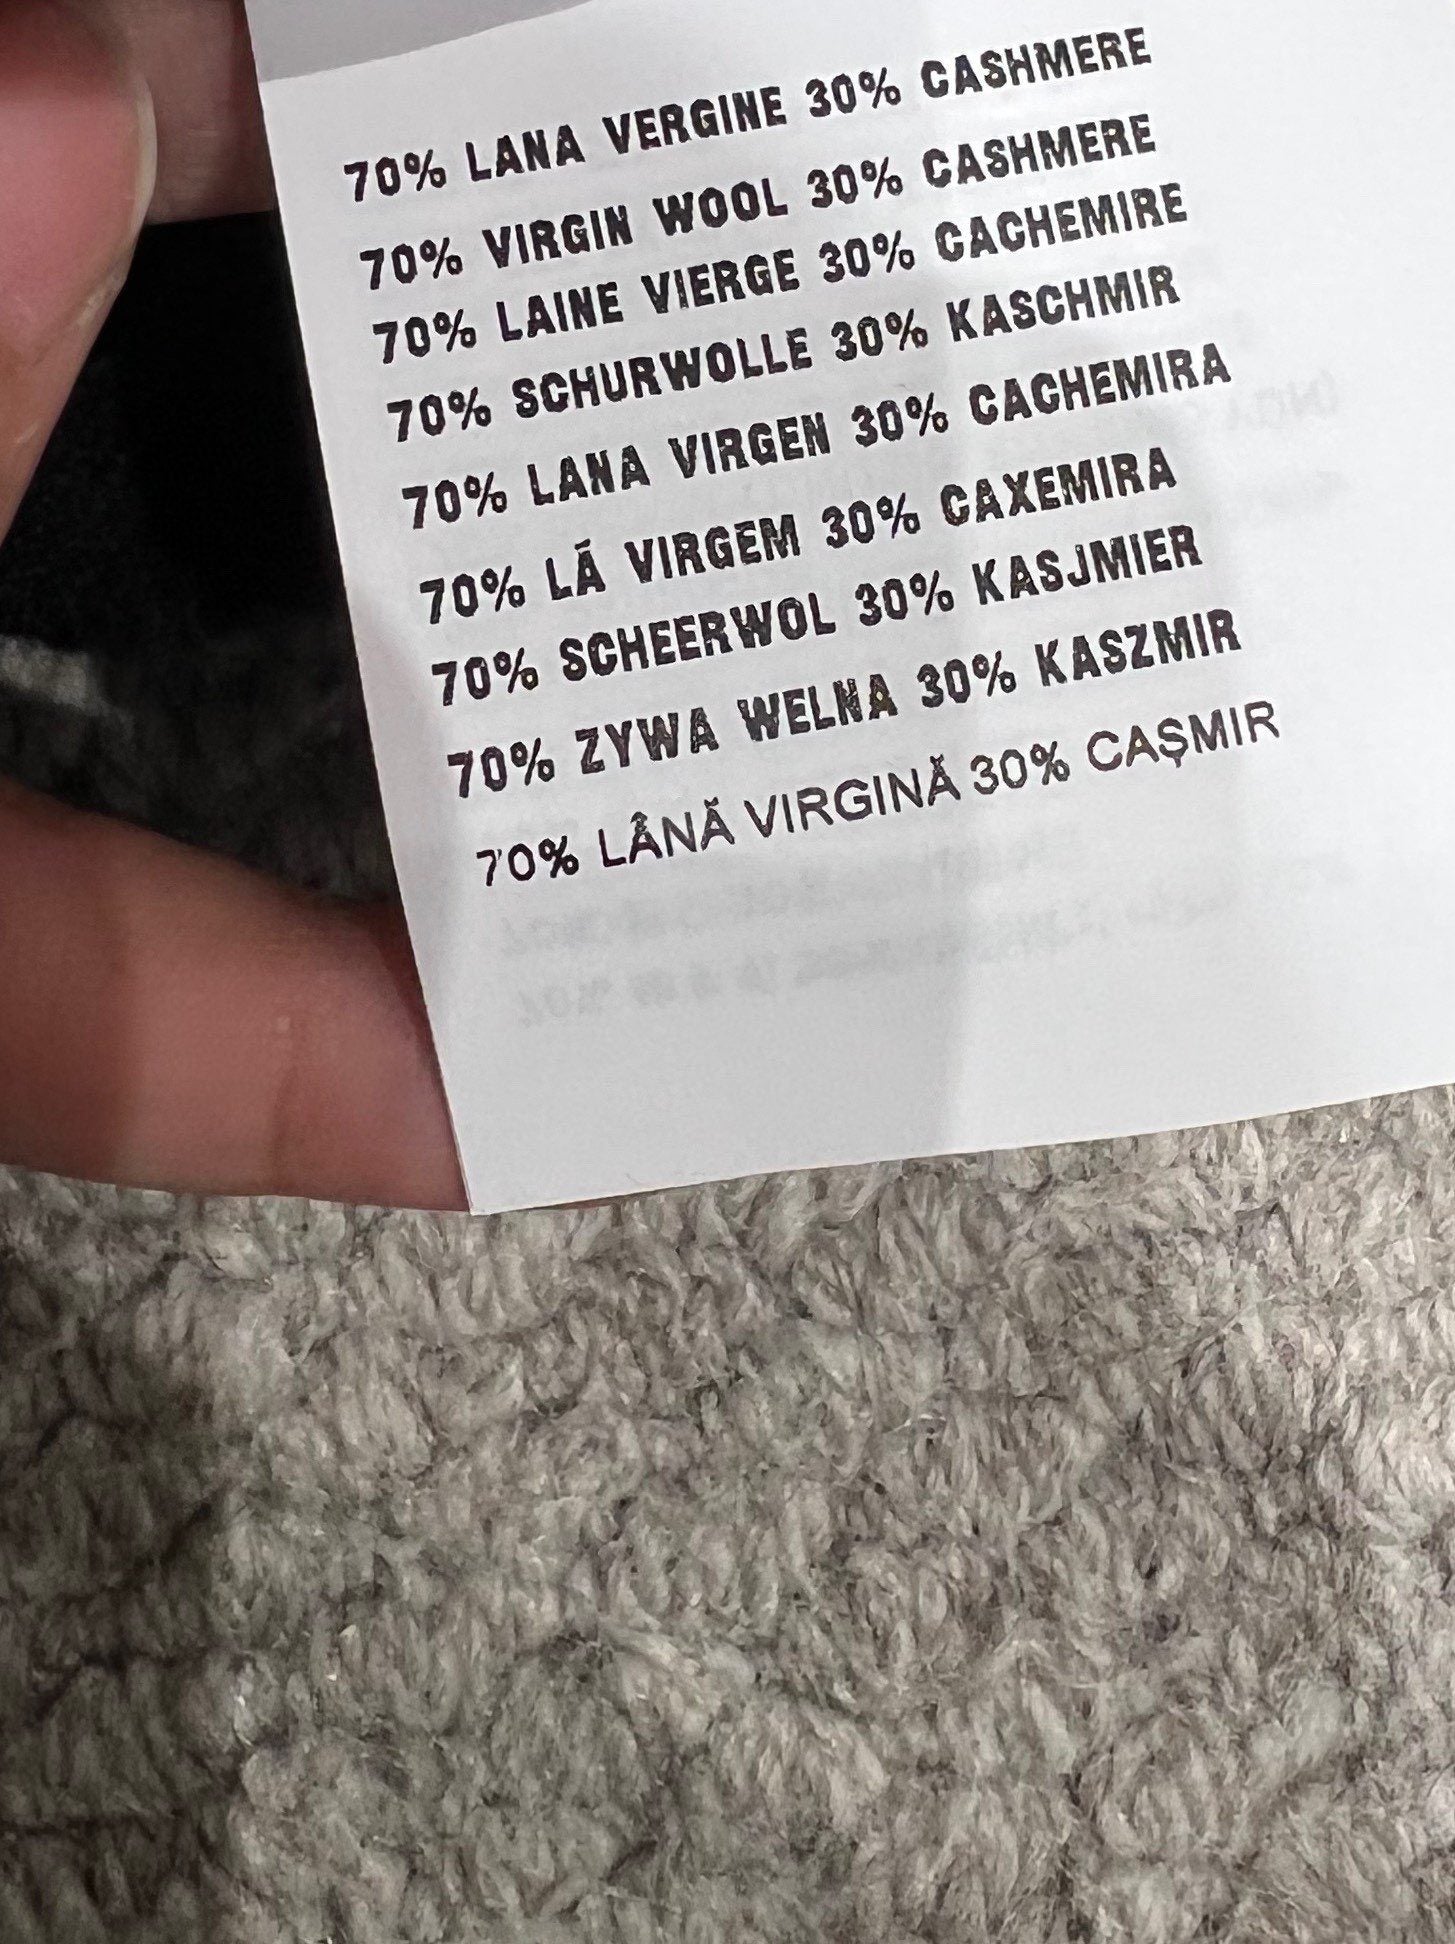 70% LANA VERGINE 30% CASHMERE
70% VIRGIN WOOL 30% CASHMERE
70% LAINE VIERGE 30% CACHEMIRE
70% SCHURWOLLE 30% KASCHMIR
70% LANA VIRGEN 30% CACHEMIRA
70% LÃ VIRGEM 30% CAXEMIRA
70% SCHEERWOL 30% KASJMIER
70% ZYWA WELNA 30% KASZMIR
70% LÂNĂ VIRGINĂ 30% CAȘMIR